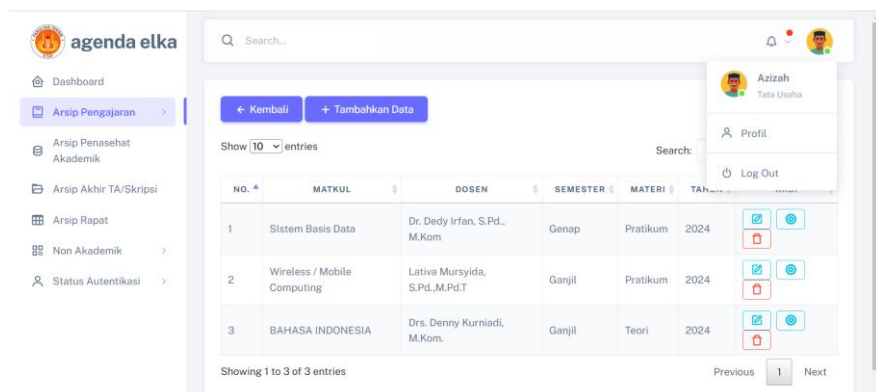 agenda elka
Search...
Dashboard
Arsip Pengajaran
Arsip Penasehat
Akademik
Arsip Akhir TA/Skripsi
Arsip Rapat
Non Akademik
Status Autentikasi
Azizah
Tata Usaha
Profil
Log Out
← Kembali
+ Tambahkan Data
Show 10 entries
Search:
NO. MATKUL DOSEN SEMESTER MATERI
1 SIstem Basis Data Dr. Dedy Irfan, S.Pd., M.Kom Genap Pratikum 2024
2 Wireless / Mobile Computing Lativa Mursyida, S.Pd.,M.Pd.T Ganjil Pratikum 2024
3 BAHASA INDONESIA Drs. Denny Kurniadi, M.Kom. Ganjil Teori 2024
Showing 1 to 3 of 3 entries
Previous 1 Next